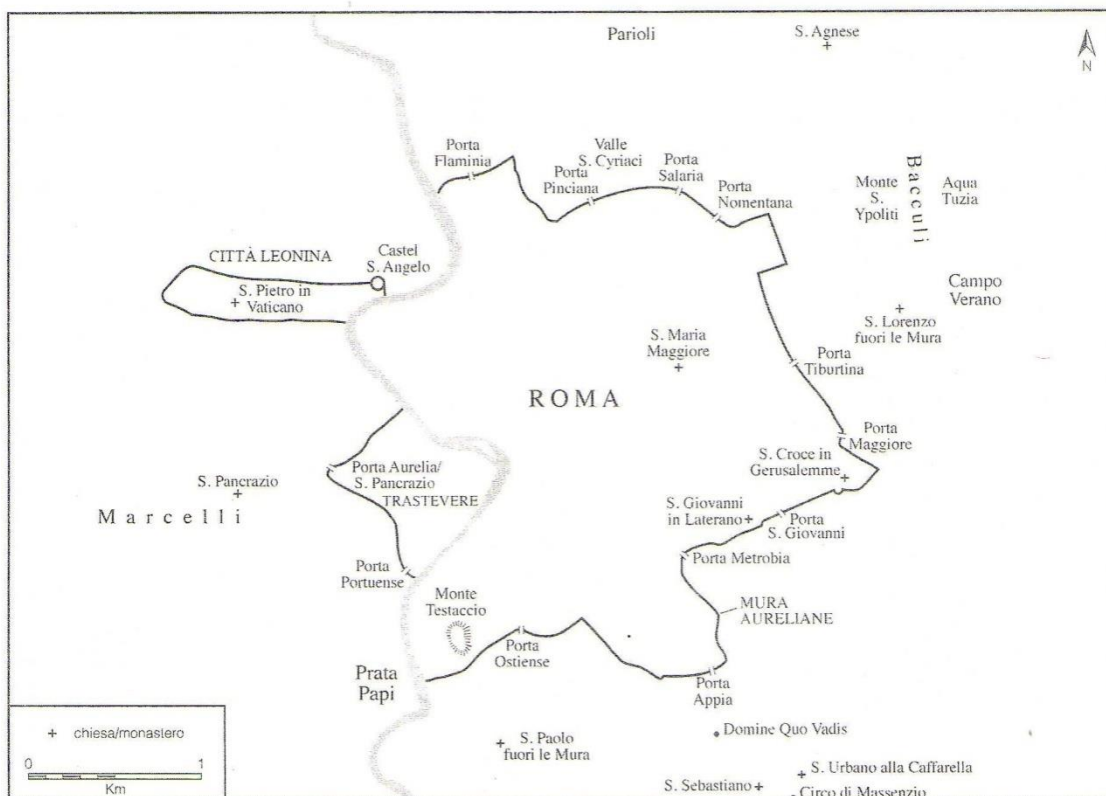 Parioli
S. Agnese
N
Porta
Flaminia
Valle
S. Cyriaci
Porta
Pinciana
Porta
Salaria
Porta
Nomentana
Monte
S.
Ypoliti
Bacculi
Aqua
Tuzia
CITTÀ LEONINA
Castel
S. Angelo
S. Pietro in
Vaticano
Campo
Verano
S. Lorenzo
fuori le Mura
S. Maria
Maggiore
Porta
Tiburtina
ROMA
Porta
Maggiore
S. Croce in
Gerusalemme
Porta Aurelia/
S. Pancrazio
TRASTEVERE
S. Pancrazio
Marcelli
S. Giovanni
in Laterano
Porta
S. Giovanni
Porta Metrobia
Porta
Portuense
Monte
Testaccio
MURA
AURELIANE
Porta
Ostiense
Prata
Papi
Porta
Appia
chiesa/monastero
0 1
Km
S. Paolo
fuori le Mura
Domine Quo Vadis
S. Urbano alla Caffarella
S. Sebastiano
Circo di Massenzio